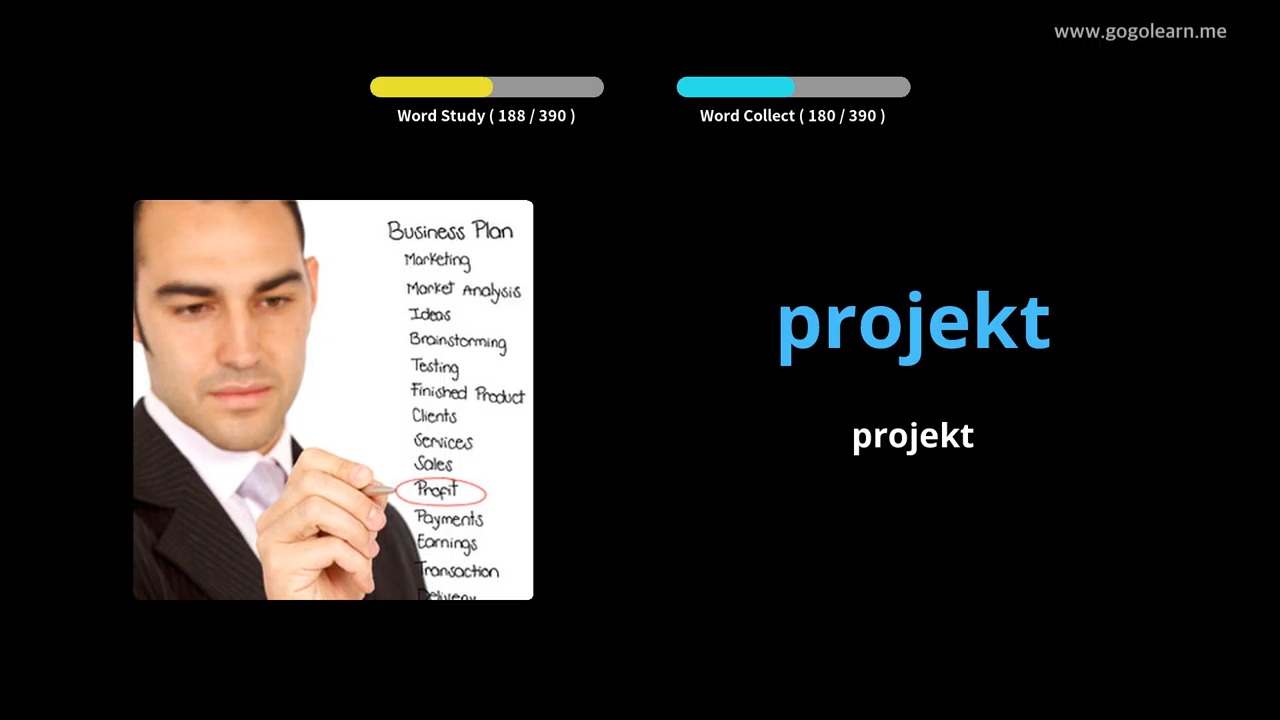 www.gogolearn.me
Word Study ( 188 / 390 )
Word Collect ( 180 / 390 )
Business Plan
Marketing
Market Analysis
Ideas
Brainstorming
Testing
Finished Product
Clients
Services
Sales
Profit
Payments
Earnings
Transaction
Delivery
projekt
projekt